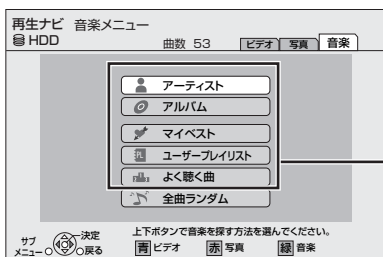 再生ナビ 音楽メニュー
HDD 曲数 53 ビデオ 写真 音楽
アーティスト
アルバム
マイベスト
PL ユーザープレイリスト
よく聴く曲
全曲ランダム
サブメニュー 決定 戻る
上下ボタンで音楽を探す方法を選んでください。
青 ビデオ 赤 写真 緑 音楽